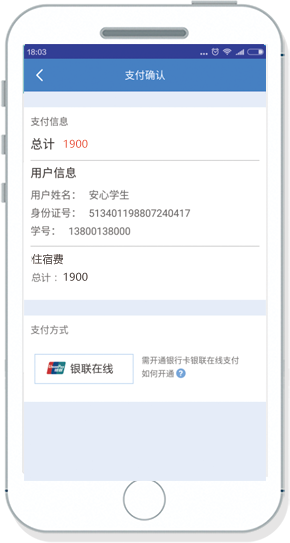 18:03
支付确认
支付信息
总计 1900
用户信息
用户姓名： 安心学生
身份证号： 513401198807240417
学号： 13800138000
住宿费
总计： 1900
支付方式
银联在线
需开通银行卡银联在线支付
如何开通 ?